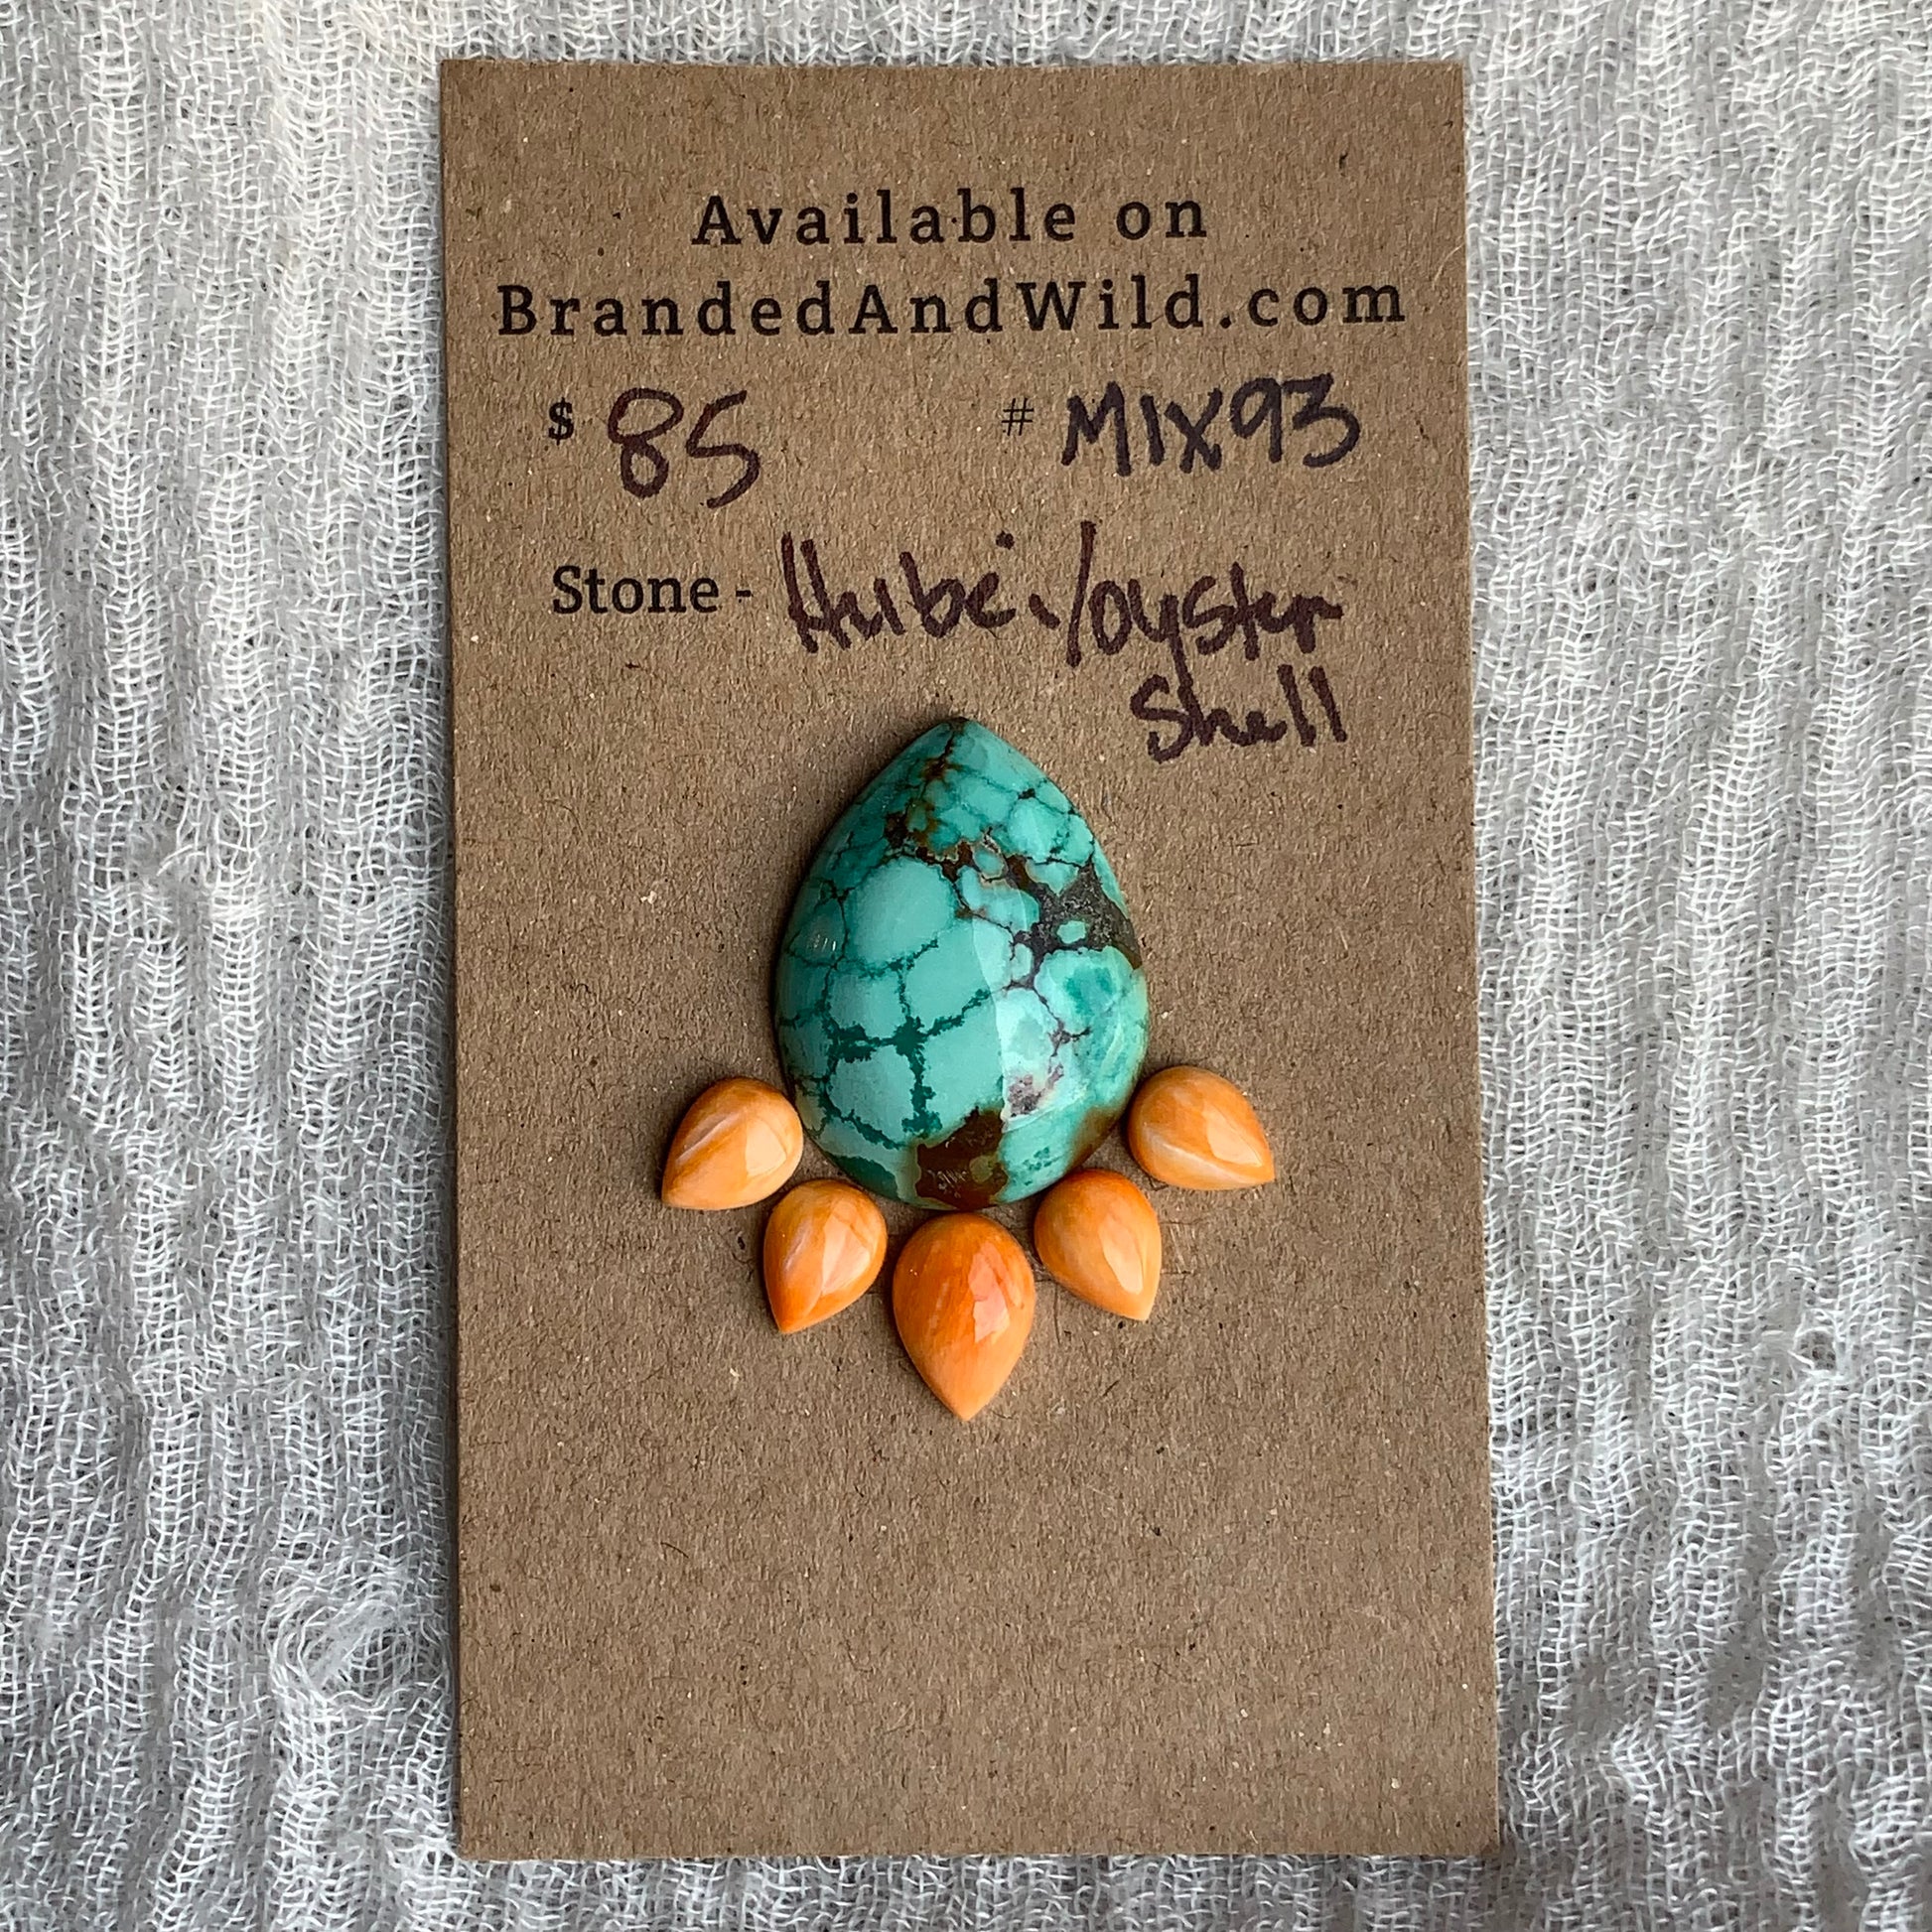 Available on
BrandedAndWild.com
$ 85 # MIX93
Stone - Hubei/oyster
Shell